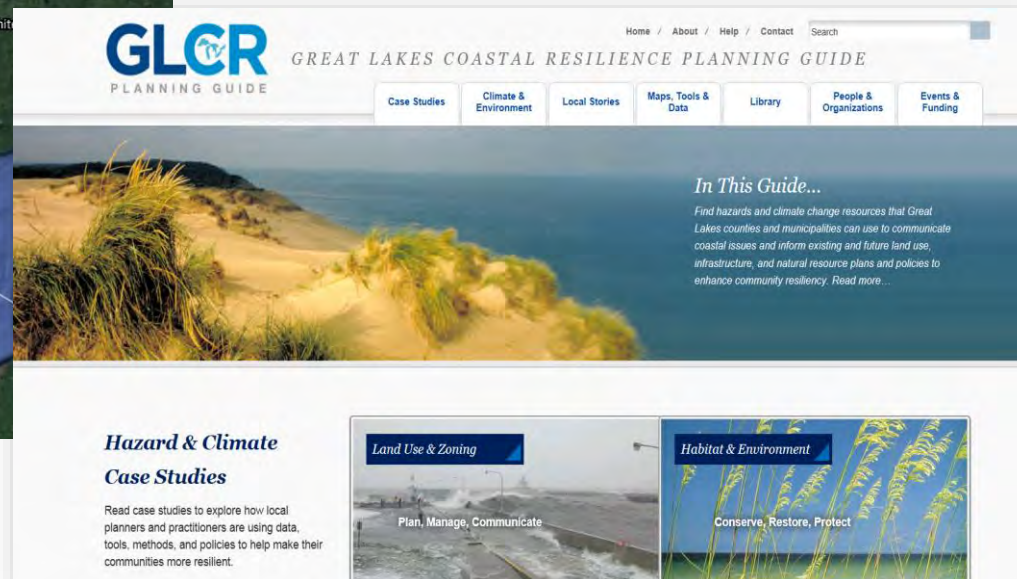 Home / About / Help / Contact Search
GLCR
PLANNING GUIDE
GREAT LAKES COASTAL RESILIENCE PLANNING GUIDE
Case Studies
Climate &
Environment
Local Stories
Maps, Tools &
Data
Library
People &
Organizations
Events &
Funding
In This Guide...
Find hazards and climate change resources that Great
Lakes counties and municipalities can use to communicate
coastal issues and inform existing and future land use,
infrastructure, and natural resource plans and policies to
enhance community resiliency. Read more...
Hazard & Climate
Case Studies
Read case studies to explore how local
planners and practitioners are using data,
tools, methods, and policies to help make their
communities more resilient.
Land Use & Zoning
Plan, Manage, Communicate
Habitat & Environment
Conserve, Restore, Protect